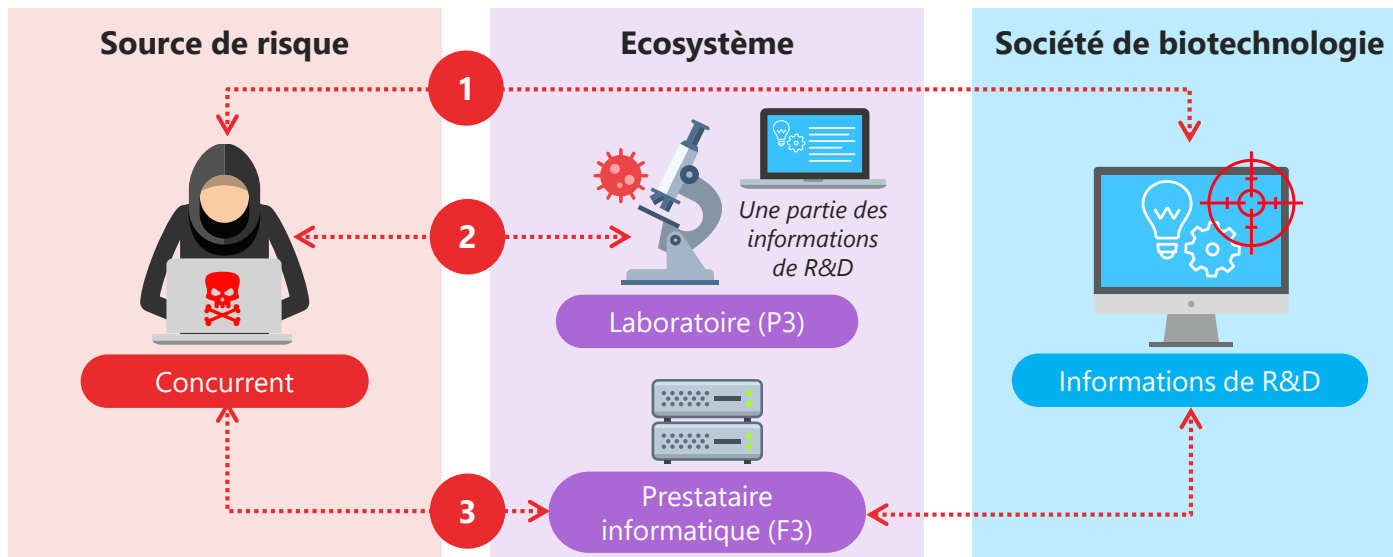 Source de risque
Ecosystème
Société de biotechnologie
1
2
Une partie des
informations
de R&D
Laboratoire (P3)
Concurrent
Informations de R&D
3
Prestataire
informatique (F3)